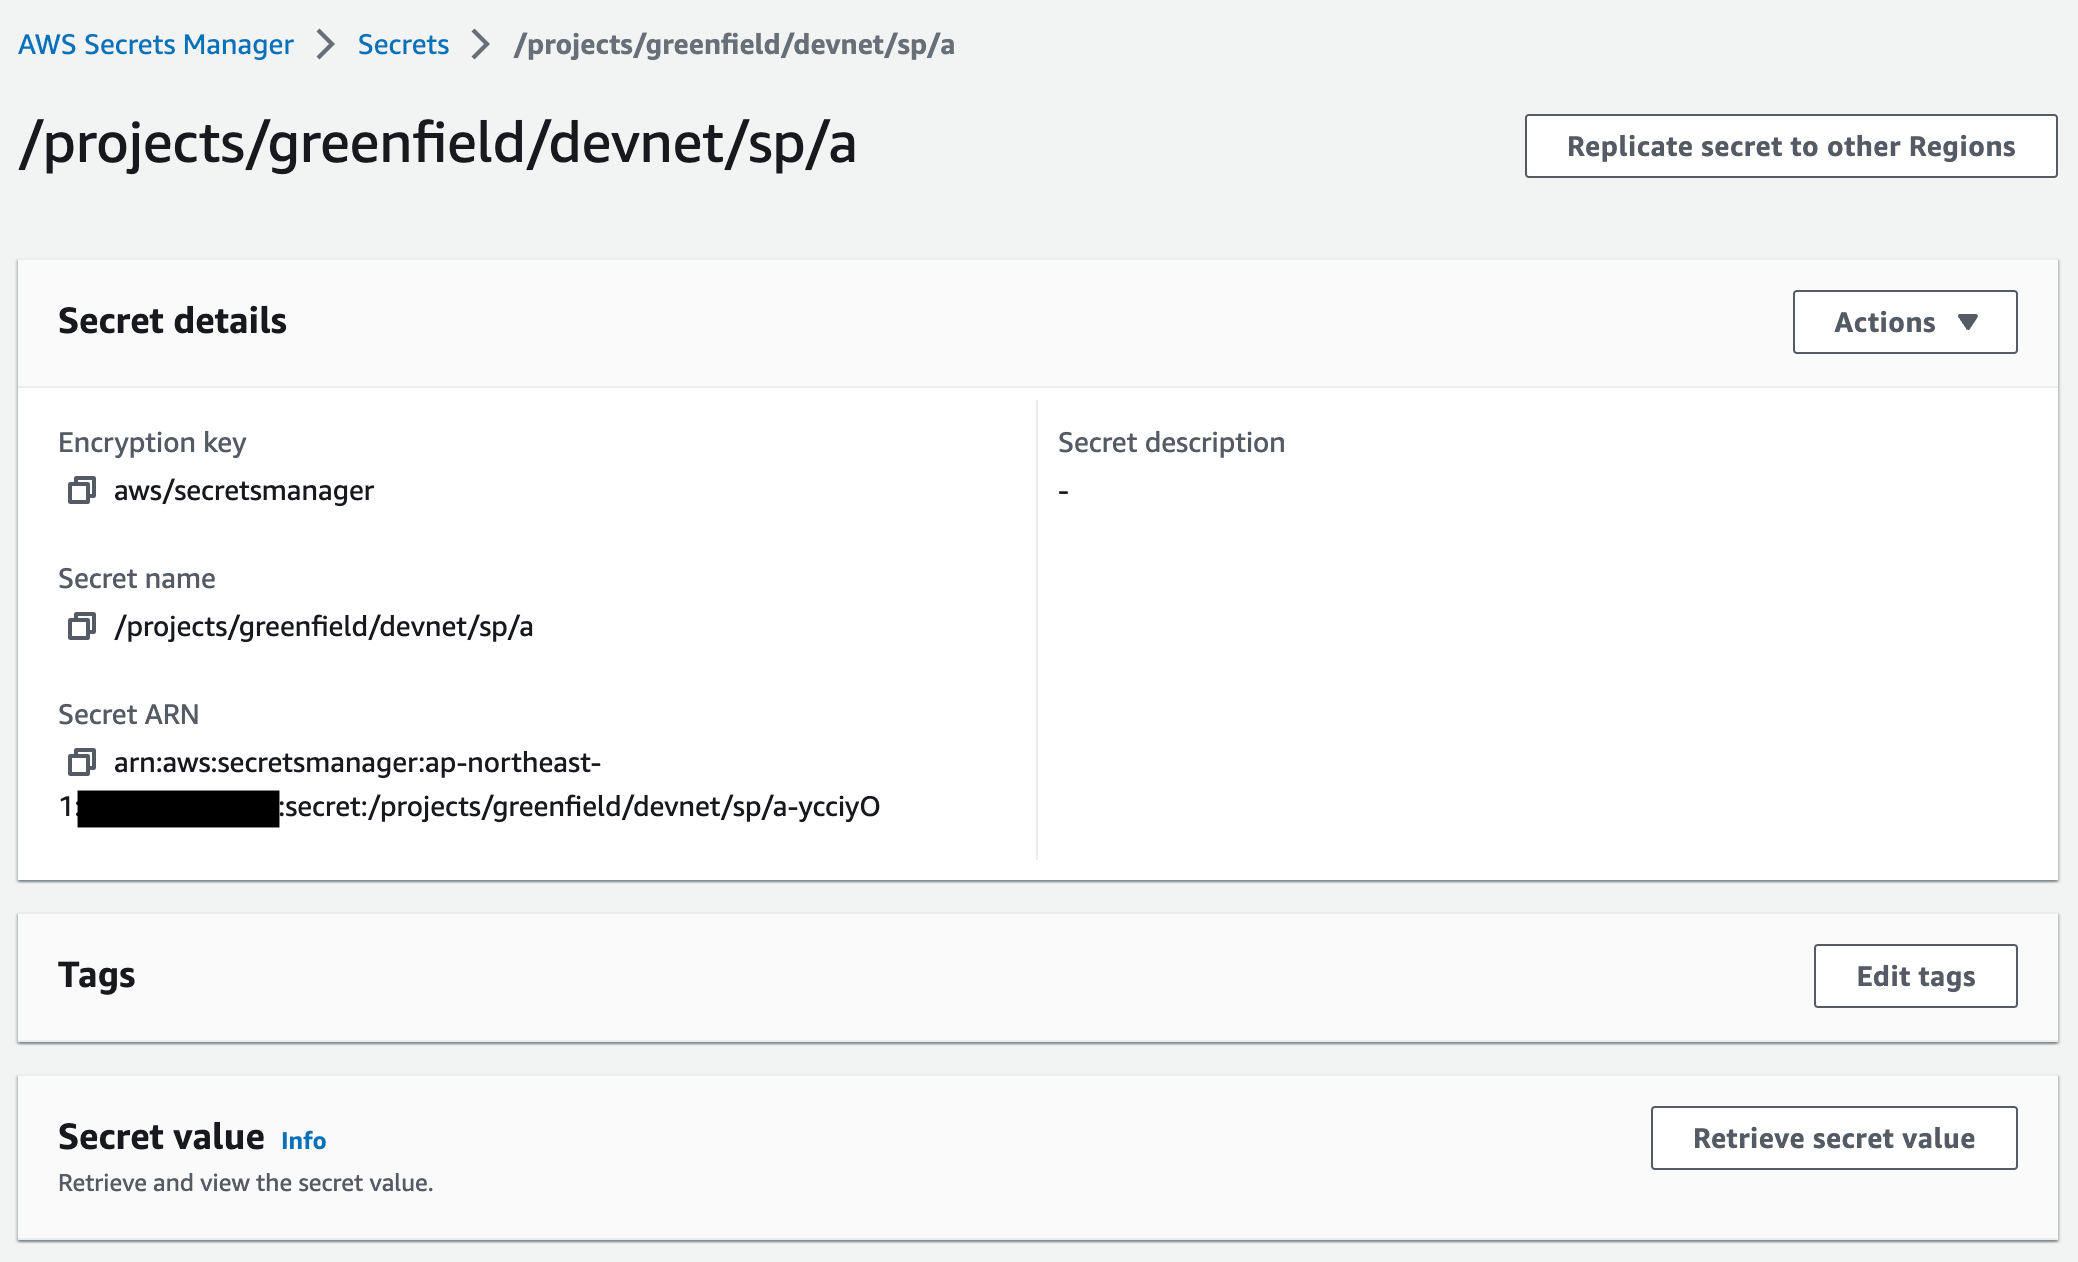 AWS Secrets Manager > Secrets > /projects/greenfield/devnet/sp/a
/projects/greenfield/devnet/sp/a
Replicate secret to other Regions
Secret details
Actions
Encryption key
aws/secretsmanager
Secret description
-
Secret name
/projects/greenfield/devnet/sp/a
Secret ARN
arn:aws:secretsmanager:ap-northeast-
1: :secret:/projects/greenfield/devnet/sp/a-ycciyO
Tags
Edit tags
Secret value Info
Retrieve and view the secret value.
Retrieve secret value